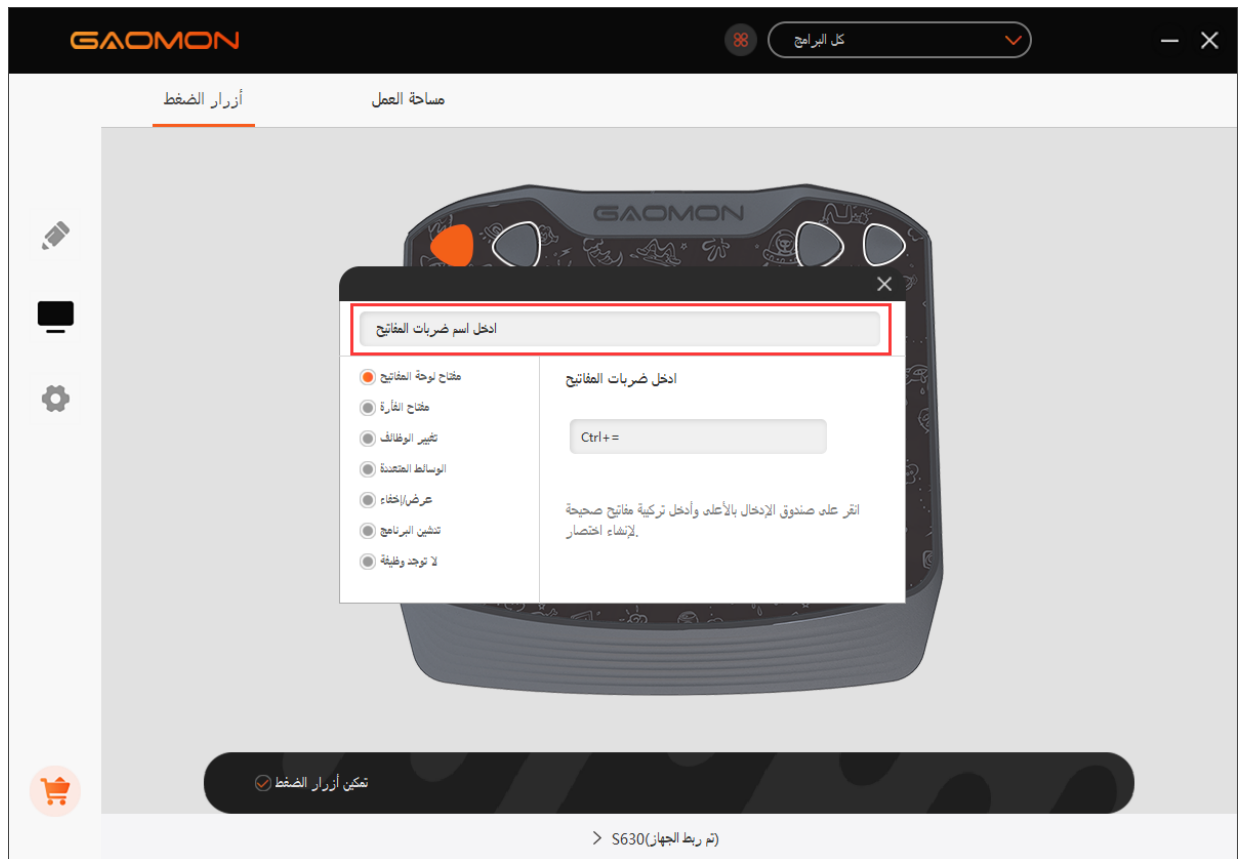 GAOMON
كل البرامج
أزرار الضغط
مساحة العمل
GAOMON
ادخل اسم ضربات المفاتيح
مفتاح لوحة المفاتيح
مفتاح الفأرة
تغيير الوظائف
الوسائط المتعددة
عرض/إخفاء
تنشين البرنامج
لا توجد وظيفة
ادخل ضربات المفاتيح
Ctrl+=
انقر على صندوق الإدخال بالأعلى وأدخل تركيبة مفاتيح صحيحة
.لإنشاء اختصار
تمكين أزرار الضغط
S630(تم ربط الجهاز)